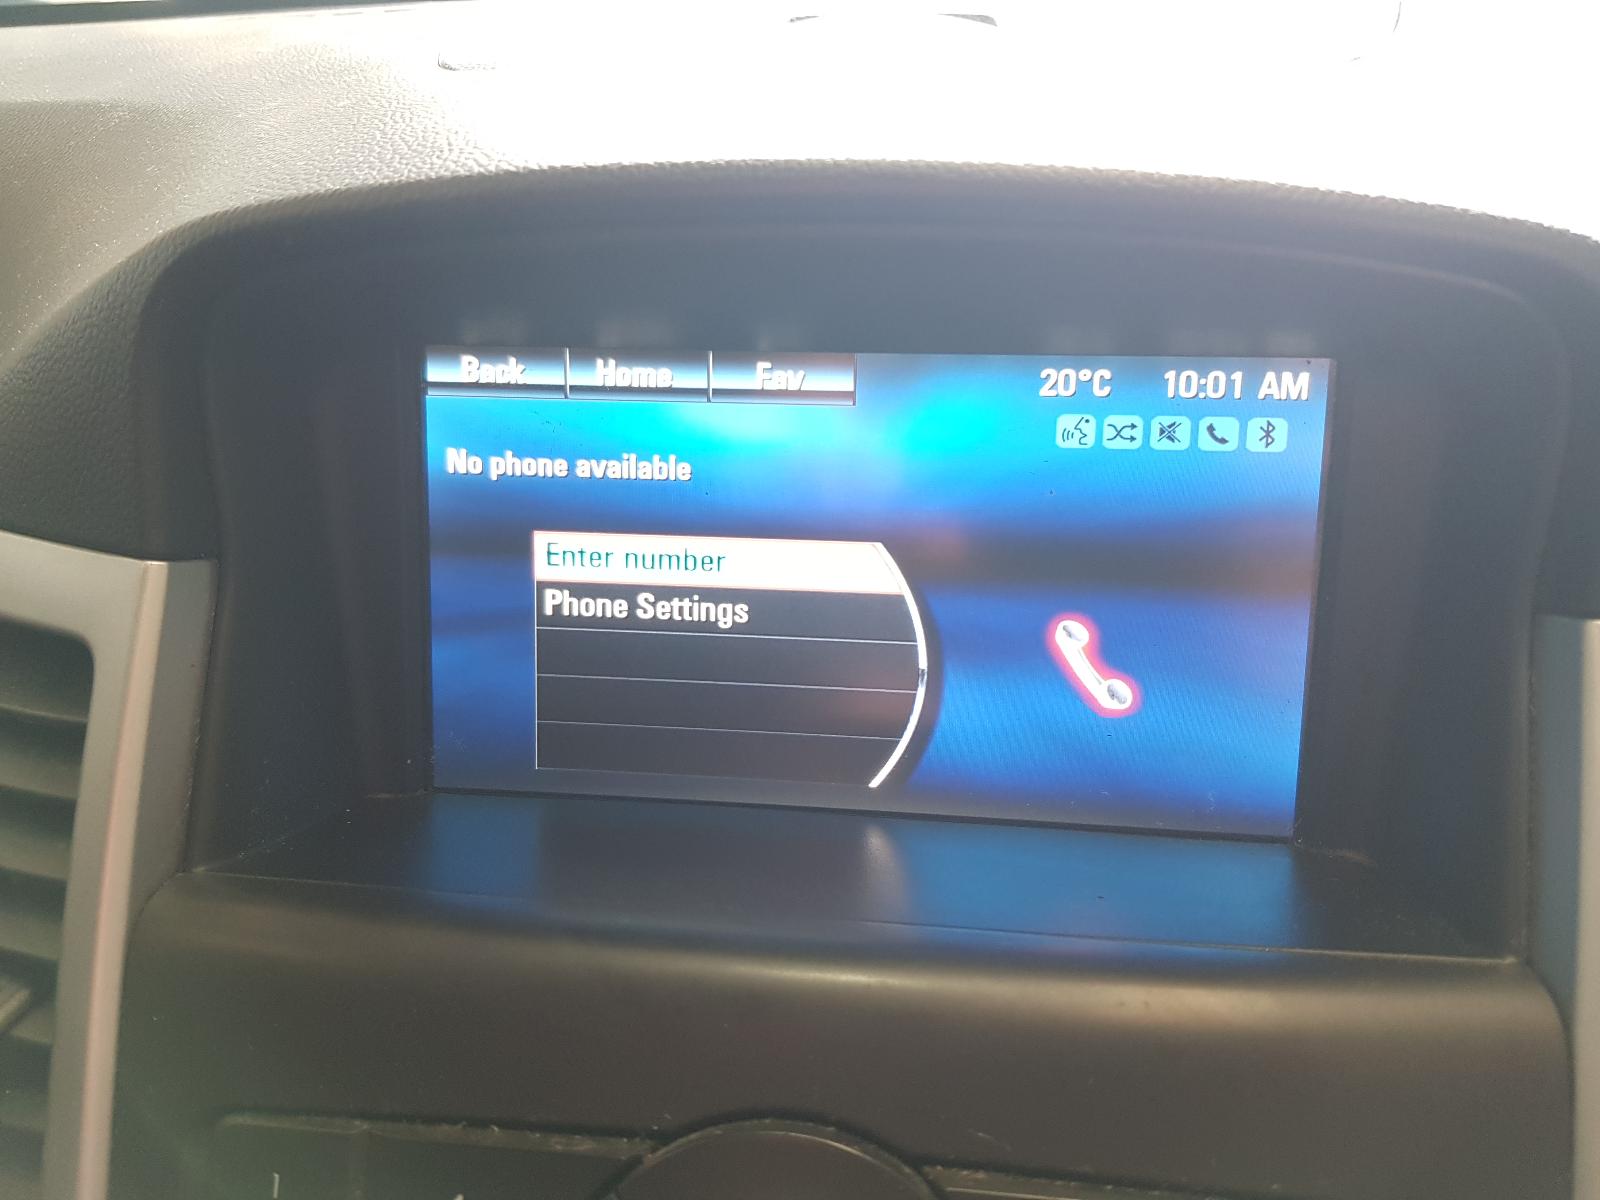 Back Home Fav 20°C 10:01 AM
No phone available
Enter number
Phone Settings